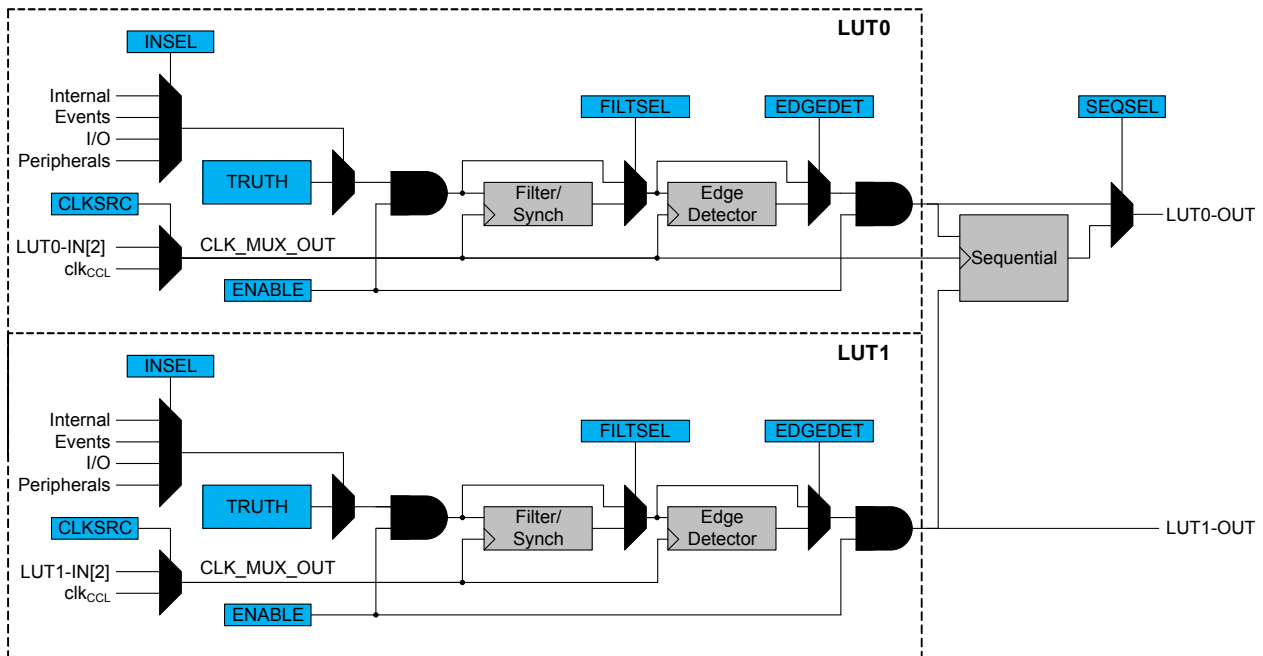 LUT0
INSEL
Internal
Events
I/O
Peripherals
FILTSEL
EDGEDET
SEQSEL
TRUTH
Filter/
Synch
Edge
Detector
CLKSRC
LUT0-IN[2]
clkCCL
CLK_MUX_OUT
ENABLE
Sequential
LUT0-OUT
LUT1
INSEL
Internal
Events
I/O
Peripherals
FILTSEL
EDGEDET
TRUTH
Filter/
Synch
Edge
Detector
CLKSRC
LUT1-IN[2]
clkCCL
CLK_MUX_OUT
ENABLE
LUT1-OUT